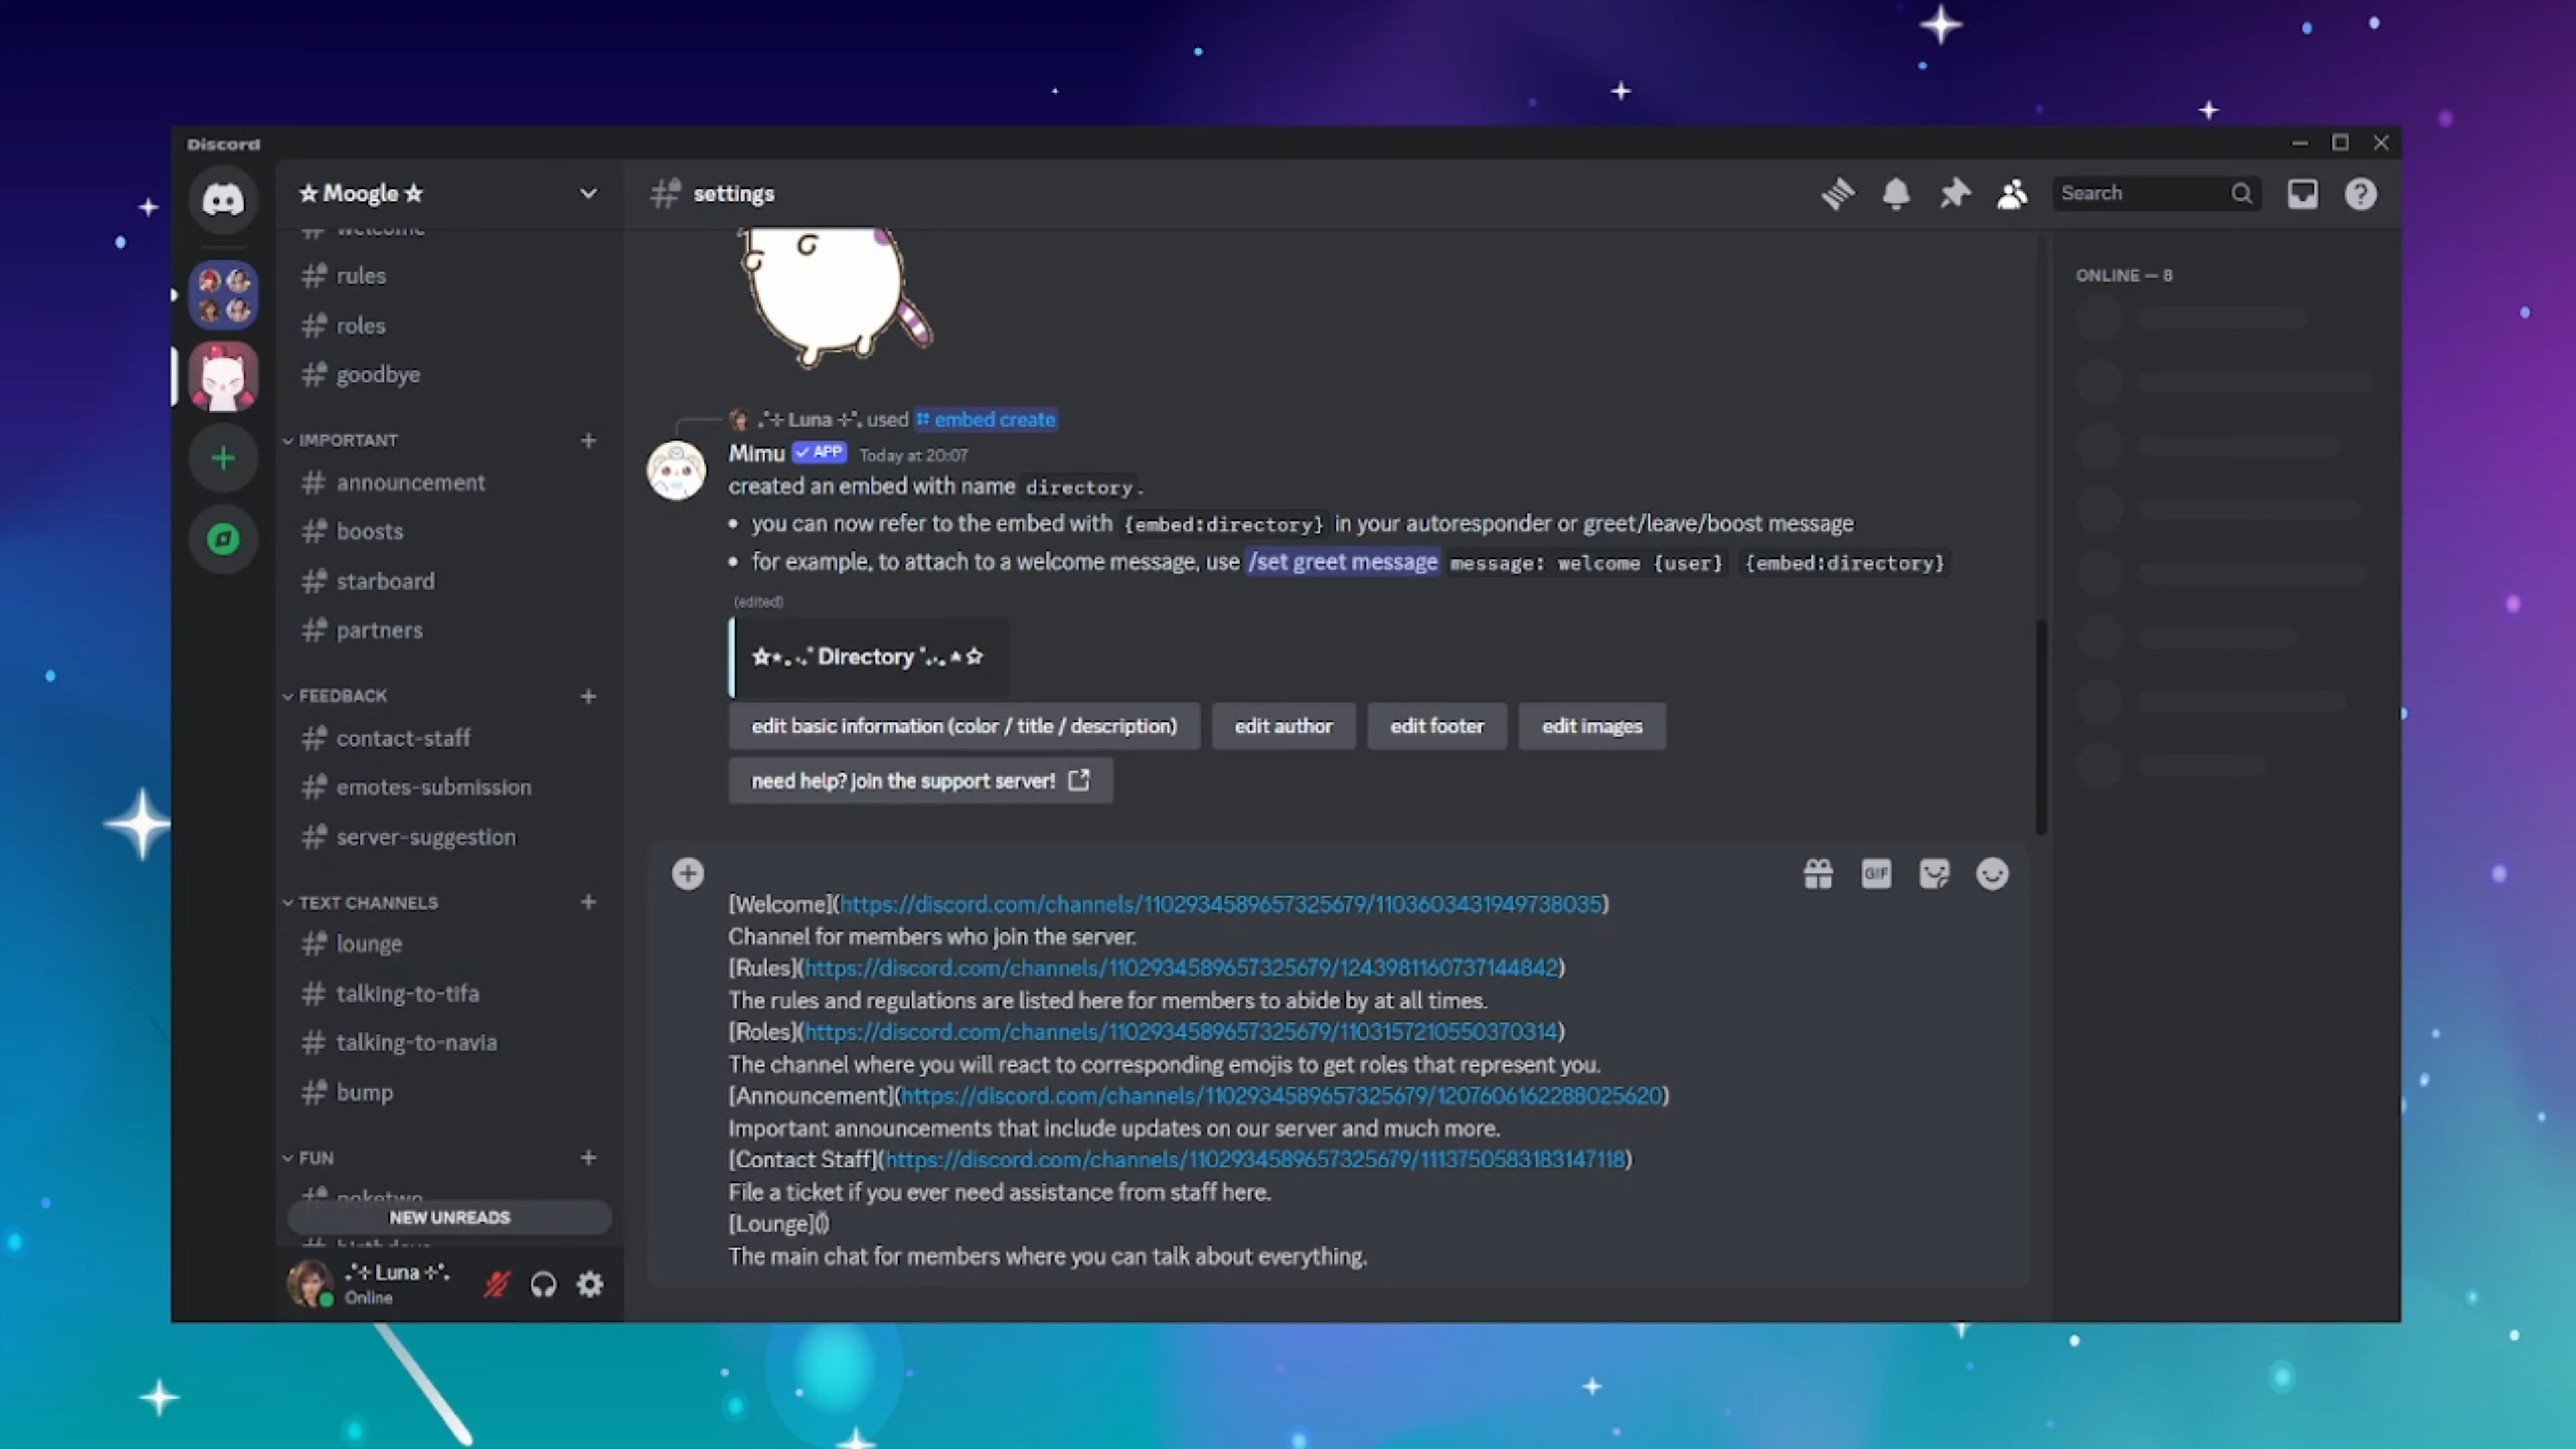 Discord
☆ Moogle ☆
settings
Search
welcome
rules
roles
goodbye
IMPORTANT
announcement
boosts
starboard
partners
FEEDBACK
contact-staff
emotes-submission
server-suggestion
TEXT CHANNELS
lounge
talking-to-tifa
talking-to-navia
bump
FUN
poketwo
NEW UNREADS
birthdays
.˚⊹ Luna ⊹˚.
Online
.˚⊹ Luna ⊹˚. used embed create
Mimu ✓ APP Today at 20:07
created an embed with name directory.
• you can now refer to the embed with {embed:directory} in your autoresponder or greet/leave/boost message
• for example, to attach to a welcome message, use /set greet message message: welcome {user} {embed:directory}
(edited)
☆⋆｡·.˚ Directory ˚.·｡⋆☆
edit basic information (color / title / description)
edit author
edit footer
edit images
need help? join the support server!
GIF
[Welcome](https://discord.com/channels/1102934589657325679/1103603431949738035)
Channel for members who join the server.
[Rules](https://discord.com/channels/1102934589657325679/1243981160737144842)
The rules and regulations are listed here for members to abide by at all times.
[Roles](https://discord.com/channels/1102934589657325679/1103157210550370314)
The channel where you will react to corresponding emojis to get roles that represent you.
[Announcement](https://discord.com/channels/1102934589657325679/1207606162288025620)
Important announcements that include updates on our server and much more.
[Contact Staff](https://discord.com/channels/1102934589657325679/1113750583183147118)
File a ticket if you ever need assistance from staff here.
[Lounge]()
The main chat for members where you can talk about everything.
ONLINE — 8